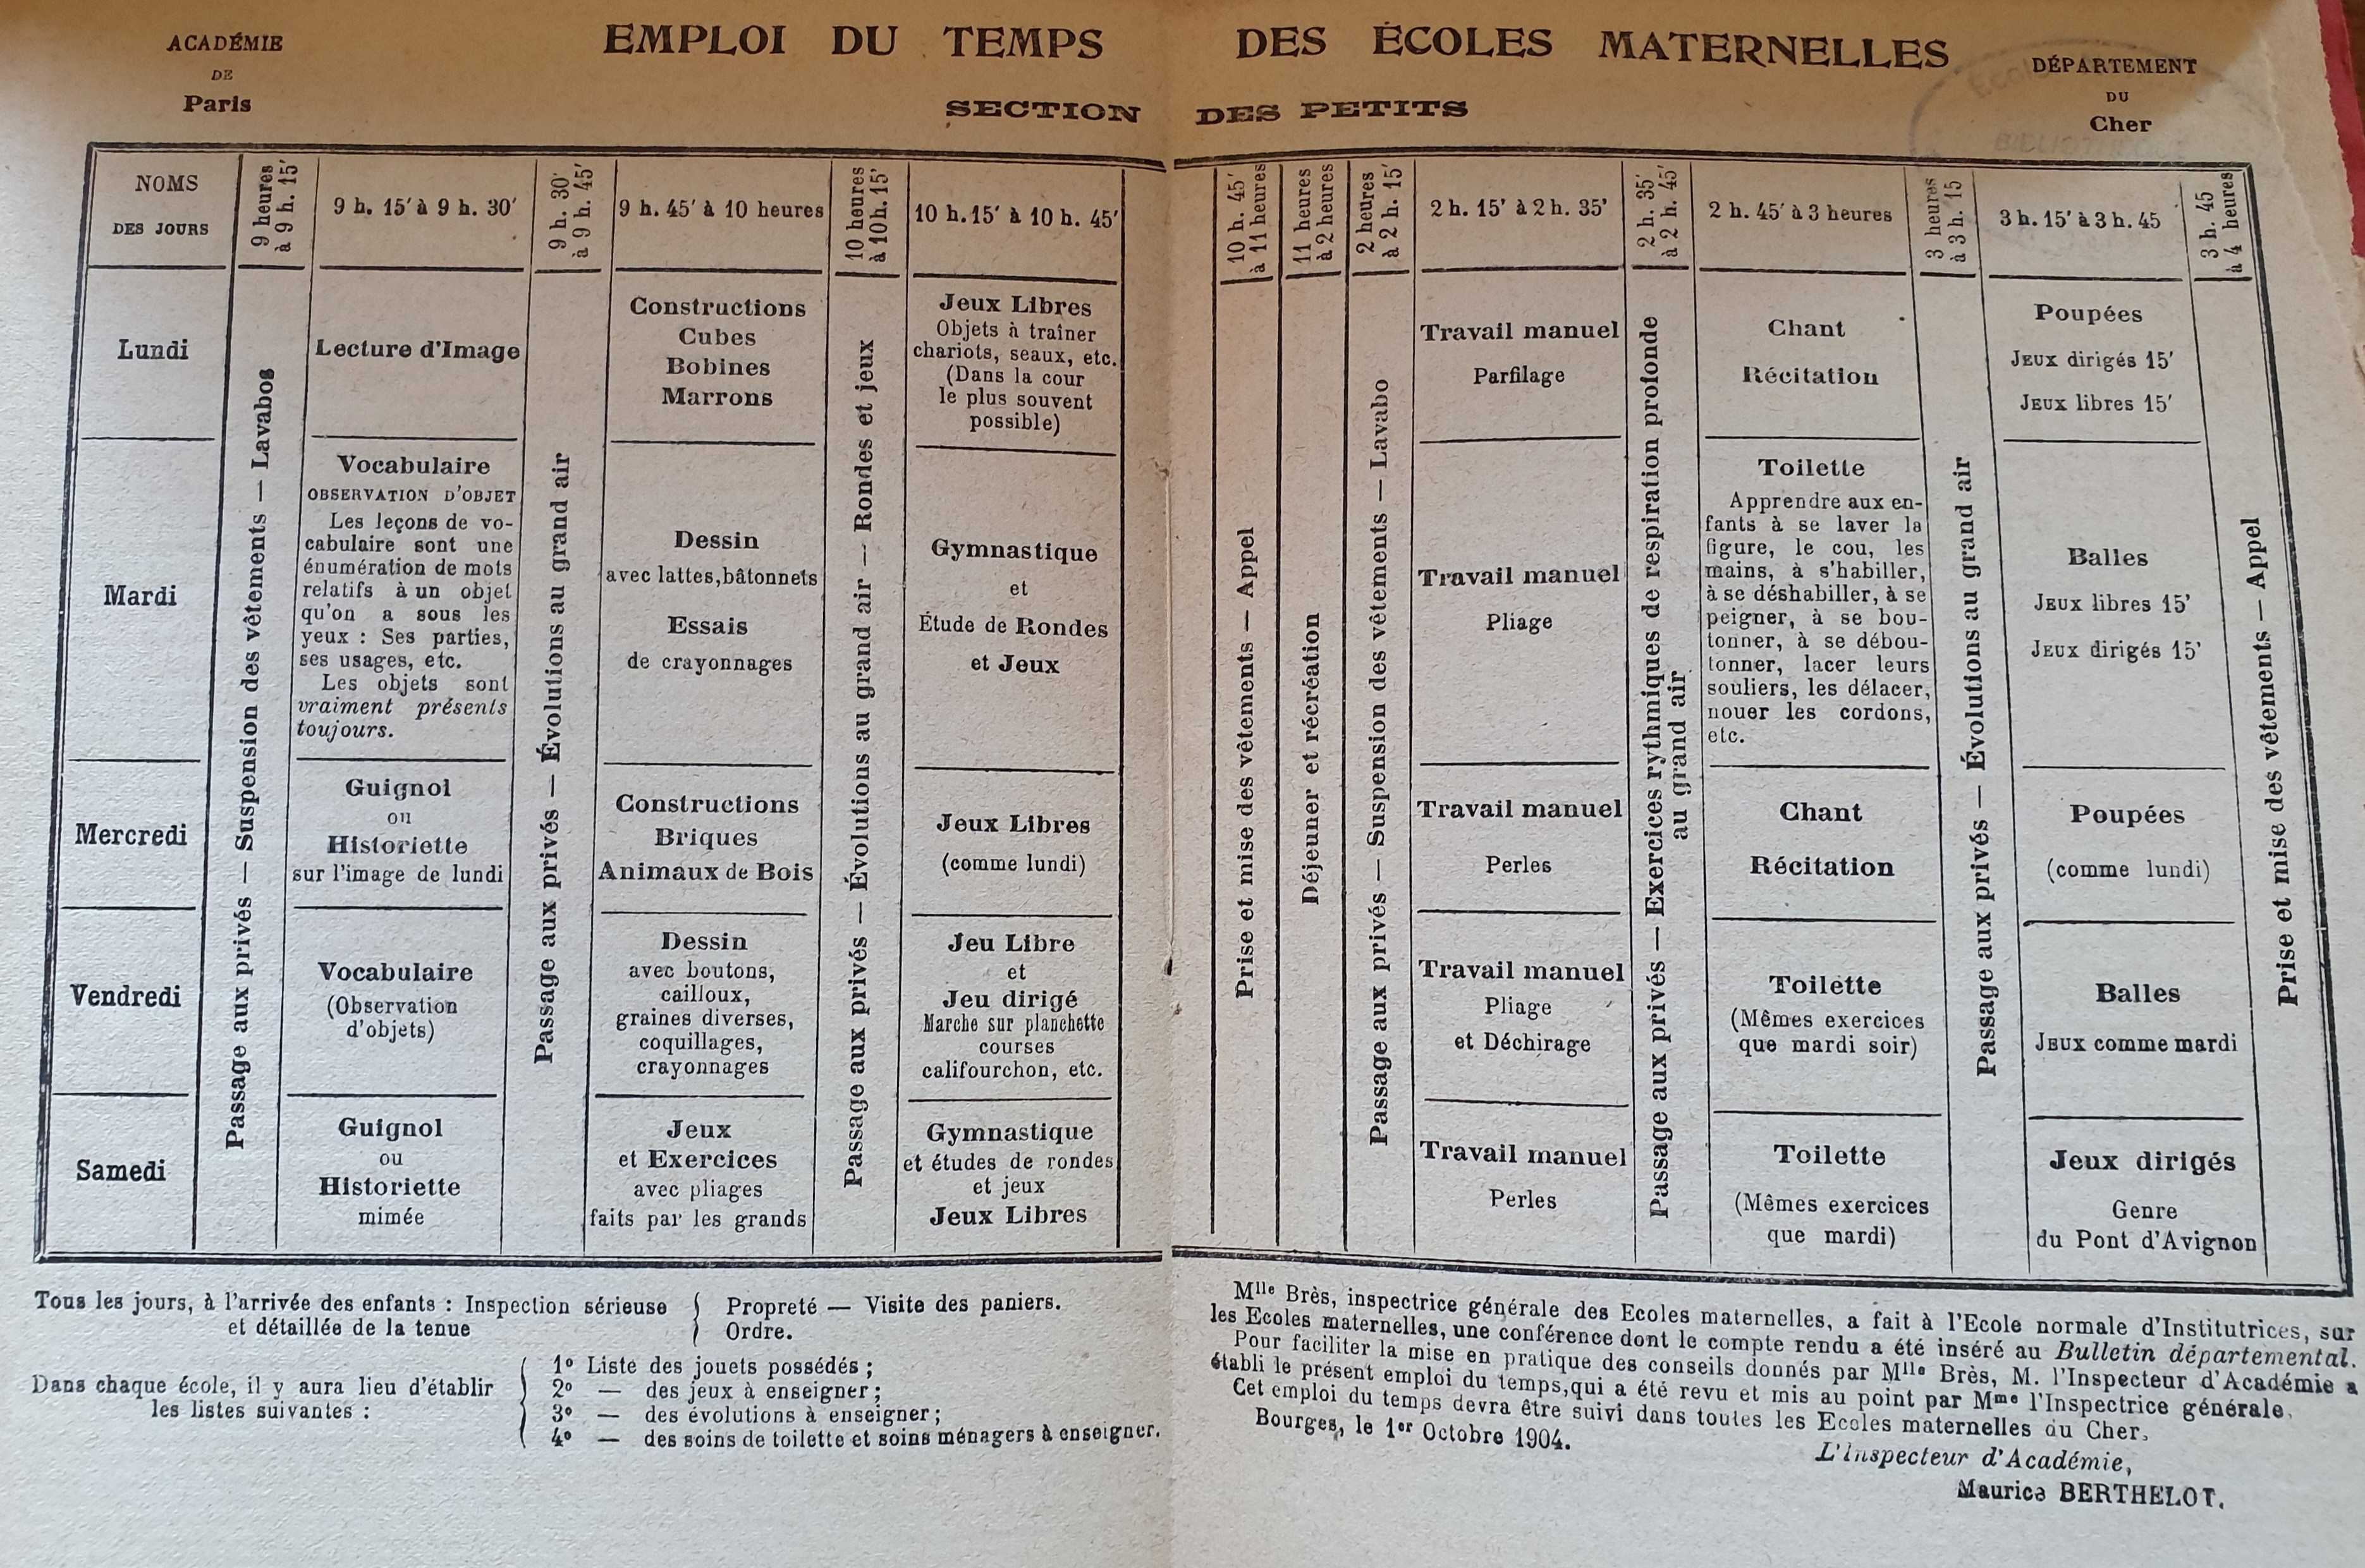 ACADÉMIE
DE
Paris
EMPLOI DU TEMPS DES ÉCOLES MATERNELLES
SECTION DES PETITS
DÉPARTEMENT
DU
Cher
NOMS
DES JOURS
9 heures
à 9 h. 15'
9 h. 15' à 9 h. 30'
9 h. 30'
à 9 h. 45'
9 h. 45' à 10 heures
10 heures
à 10 h. 15'
10 h. 15' à 10 h. 45'
10 h. 45'
à 11 heures
11 heures
à 2 heures
2 heures
à 2 h. 15'
2 h. 15' à 2 h. 35'
2 h. 35'
à 2 h. 45'
2 h. 45' à 3 heures
3 heures
à 3 h. 15
3 h. 15' à 3 h. 45
3 h. 45
à 4 heures
Passage aux privés — Suspension des vêtements — Lavabos
Passage aux privés — Évolutions au grand air
Passage aux privés — Évolutions au grand air — Rondes et jeux
Prise et mise des vêtements — Appel
Déjeuner et récréation
Passage aux privés — Suspension des vêtements — Lavabo
Passage aux privés — Exercices rythmiques de respiration profonde
au grand air
Passage aux privés — Évolutions au grand air
Prise et mise des vêtements — Appel
Lundi
Lecture d'Image
Constructions
Cubes
Bobines
Marrons
Jeux Libres
Objets à traîner
chariots, seaux, etc.
(Dans la cour
le plus souvent
possible)
Travail manuel
Parfilage
Chant
Récitation
Poupées
JEUX dirigés 15'
JEUX libres 15'
Mardi
Vocabulaire
OBSERVATION D'OBJET
Les leçons de vo-
cabulaire sont une
énumération de mots
relatifs à un objet
qu'on a sous les
yeux : Ses parties,
ses usages, etc.
Les objets sont
vraiment présents
toujours.
Dessin
avec lattes, bâtonnets
Essais
de crayonnages
Gymnastique
et
Étude de Rondes
et Jeux
Travail manuel
Pliage
Toilette
Apprendre aux en-
fants à se laver la
figure, le cou, les
mains, à s'habiller,
à se déshabiller, à se
peigner, à se bou-
tonner, à se débou-
tonner, lacer leurs
souliers, les délacer,
nouer les cordons,
etc.
Balles
JEUX libres 15'
JEUX dirigés 15'
Mercredi
Guignol
ou
Historiette
sur l'image de lundi
Constructions
Briques
Animaux de Bois
Jeux Libres
(comme lundi)
Travail manuel
Perles
Chant
Récitation
Poupées
(comme lundi)
Vendredi
Vocabulaire
(Observation
d'objets)
Dessin
avec boutons,
cailloux,
graines diverses,
coquillages,
crayonnages
Jeu Libre
et
Jeu dirigé
Marche sur planchette
courses
califourchon, etc.
Travail manuel
Pliage
et Déchirage
Toilette
(Mêmes exercices
que mardi soir)
Balles
JEUX comme mardi
Samedi
Guignol
ou
Historiette
mimée
Jeux
et Exercices
avec pliages
faits par les grands
Gymnastique
et études de rondes
et jeux
Jeux Libres
Travail manuel
Perles
Toilette
(Mêmes exercices
que mardi)
Jeux dirigés
Genre
du Pont d'Avignon
Tous les jours, à l'arrivée des enfants : Inspection sérieuse
et détaillée de la tenue
Propreté — Visite des paniers.
Ordre.
Dans chaque école, il y aura lieu d'établir
les listes suivantes :
1º Liste des jouets possédés ;
2º — des jeux à enseigner ;
3º — des évolutions à enseigner ;
4º — des soins de toilette et soins ménagers à enseigner.
Mlle Brès, inspectrice générale des Ecoles maternelles, a fait à l'Ecole normale d'Institutrices, sur
les Ecoles maternelles, une conférence dont le compte rendu a été inséré au Bulletin départemental.
Pour faciliter la mise en pratique des conseils donnés par Mlle Brès, M. l'Inspecteur d'Académie a
établi le présent emploi du temps, qui a été revu et mis au point par Mme l'Inspectrice générale.
Cet emploi du temps devra être suivi dans toutes les Ecoles maternelles du Cher.
Bourges, le 1er Octobre 1904.
L'Inspecteur d'Académie,
Maurice BERTHELOT.